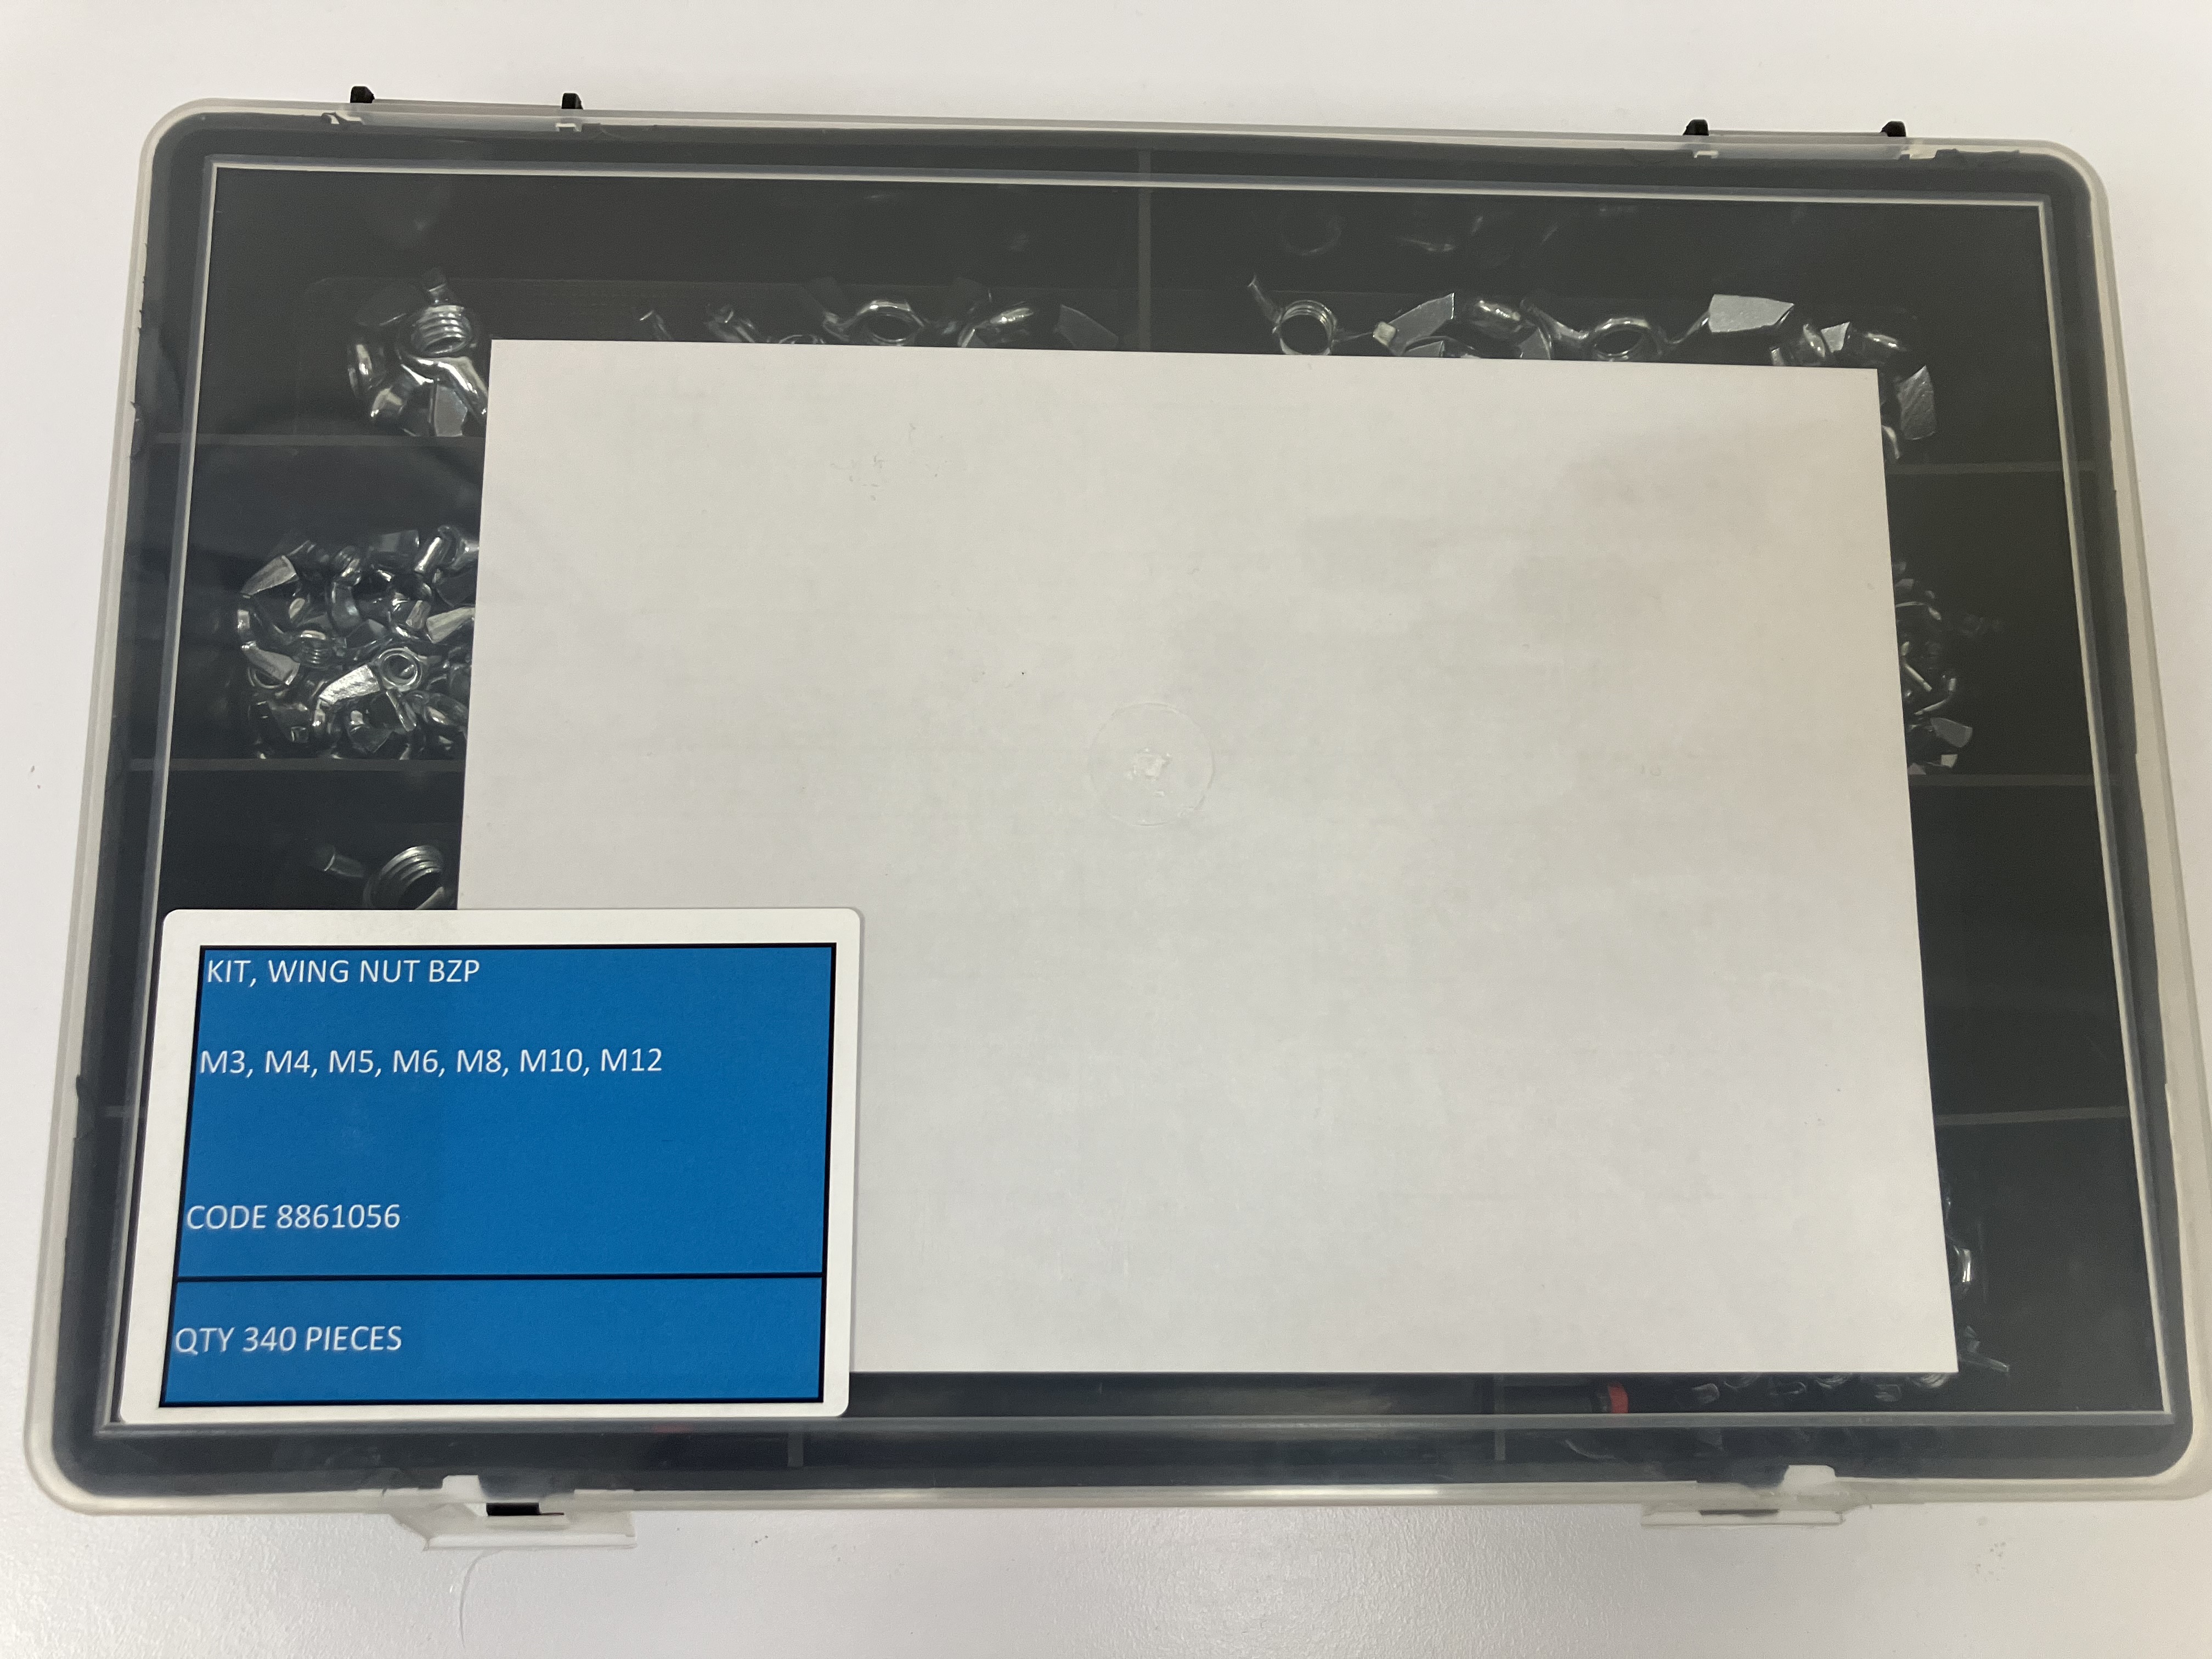 KIT, WING NUT BZP
M3, M4, M5, M6, M8, M10, M12
CODE 8861056
QTY 340 PIECES